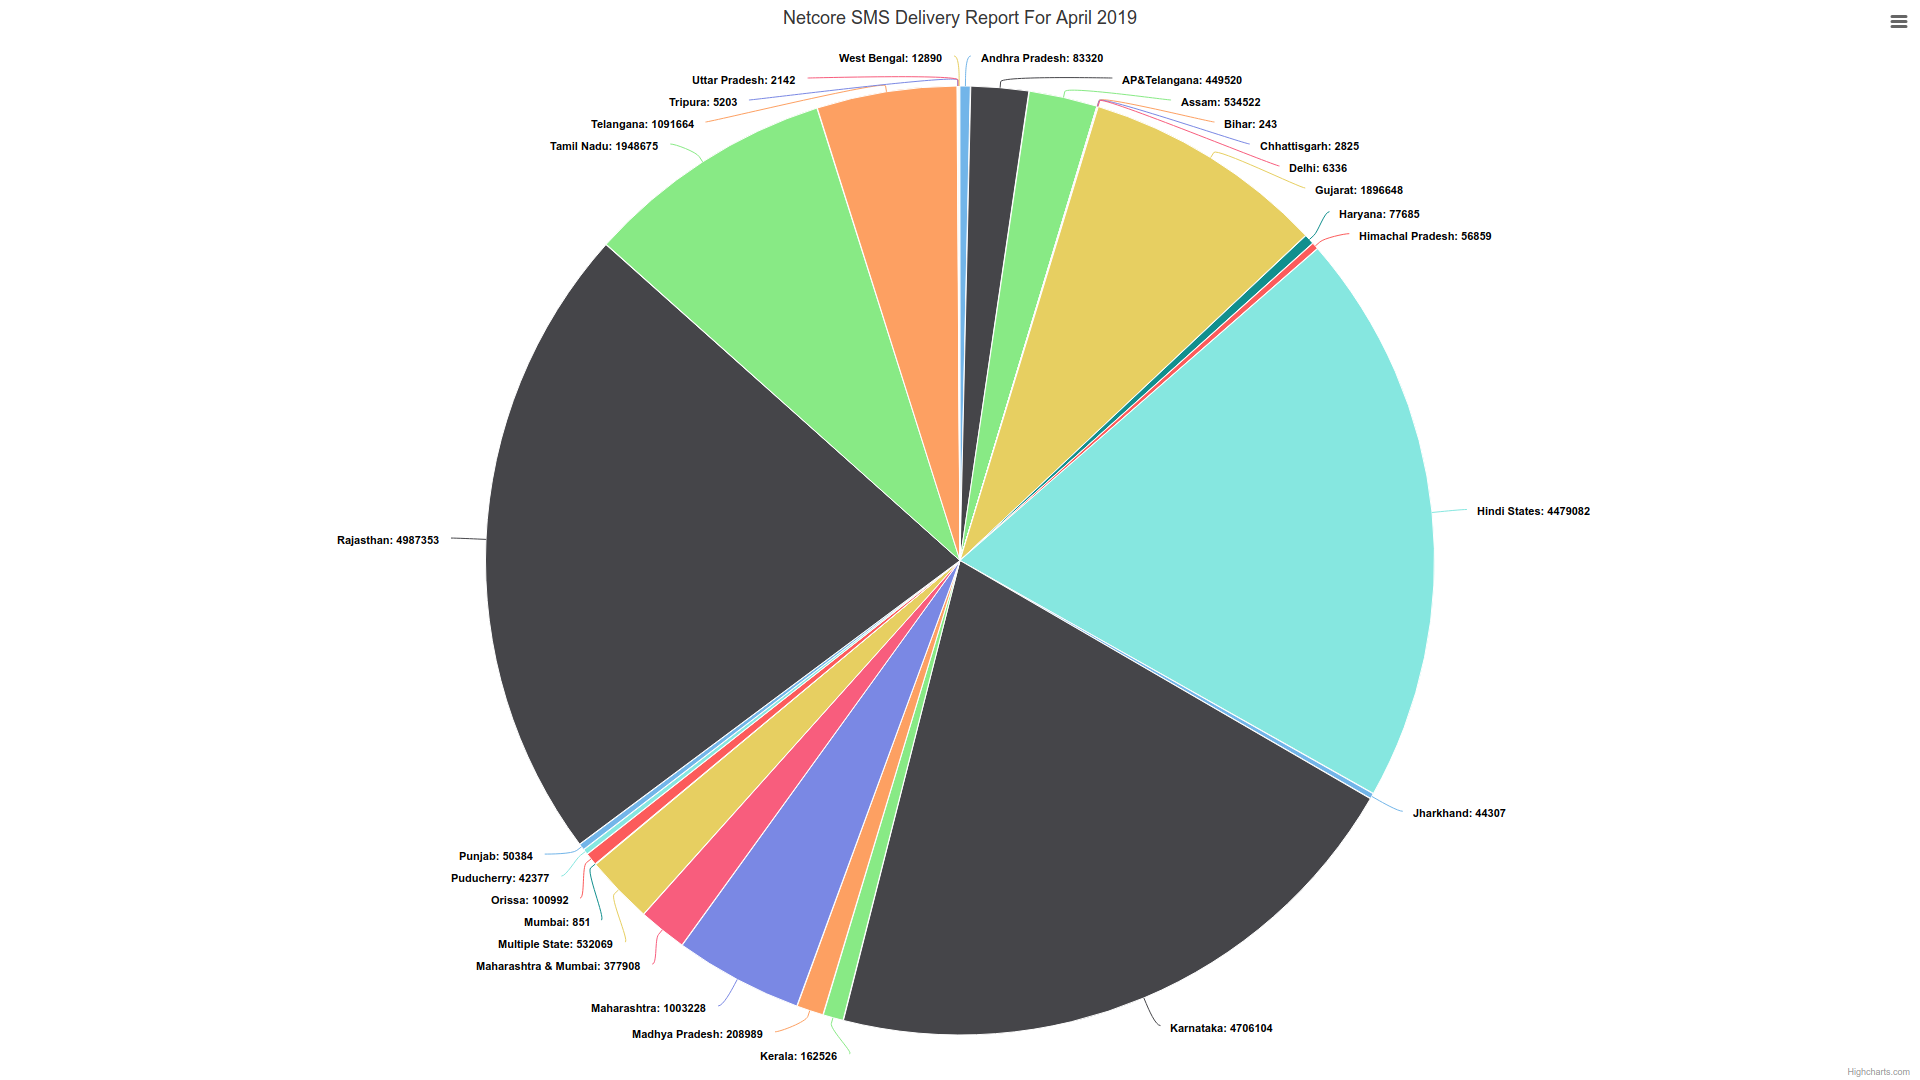 Netcore SMS Delivery Report For April 2019
West Bengal: 12890
Andhra Pradesh: 83320
Uttar Pradesh: 2142
AP&Telangana: 449520
Tripura: 5203
Assam: 534522
Telangana: 1091664
Bihar: 243
Tamil Nadu: 1948675
Chhattisgarh: 2825
Delhi: 6336
Gujarat: 1896648
Haryana: 77685
Himachal Pradesh: 56859
Hindi States: 4479082
Rajasthan: 4987353
Jharkhand: 44307
Punjab: 50384
Puducherry: 42377
Orissa: 100992
Mumbai: 851
Multiple State: 532069
Maharashtra & Mumbai: 377908
Maharashtra: 1003228
Karnataka: 4706104
Madhya Pradesh: 208989
Kerala: 162526
Highcharts.com